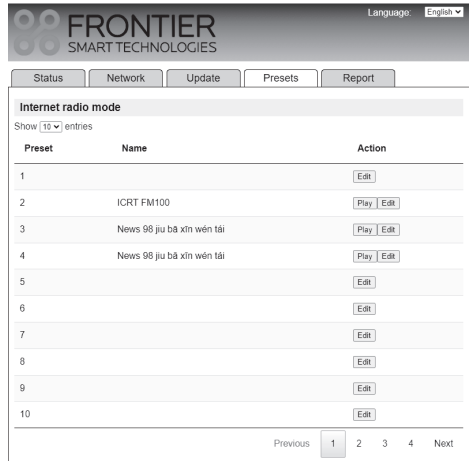 Language: English
FRONTIER
SMART TECHNOLOGIES
Status Network Update Presets Report
Internet radio mode
Show 10 entries
Preset Name Action
1 Edit
2 ICRT FM100 Play Edit
3 News 98 jiu bā xīn wén tái Play Edit
4 News 98 jiu bā xīn wén tái Play Edit
5 Edit
6 Edit
7 Edit
8 Edit
9 Edit
10 Edit
Previous 1 2 3 4 Next